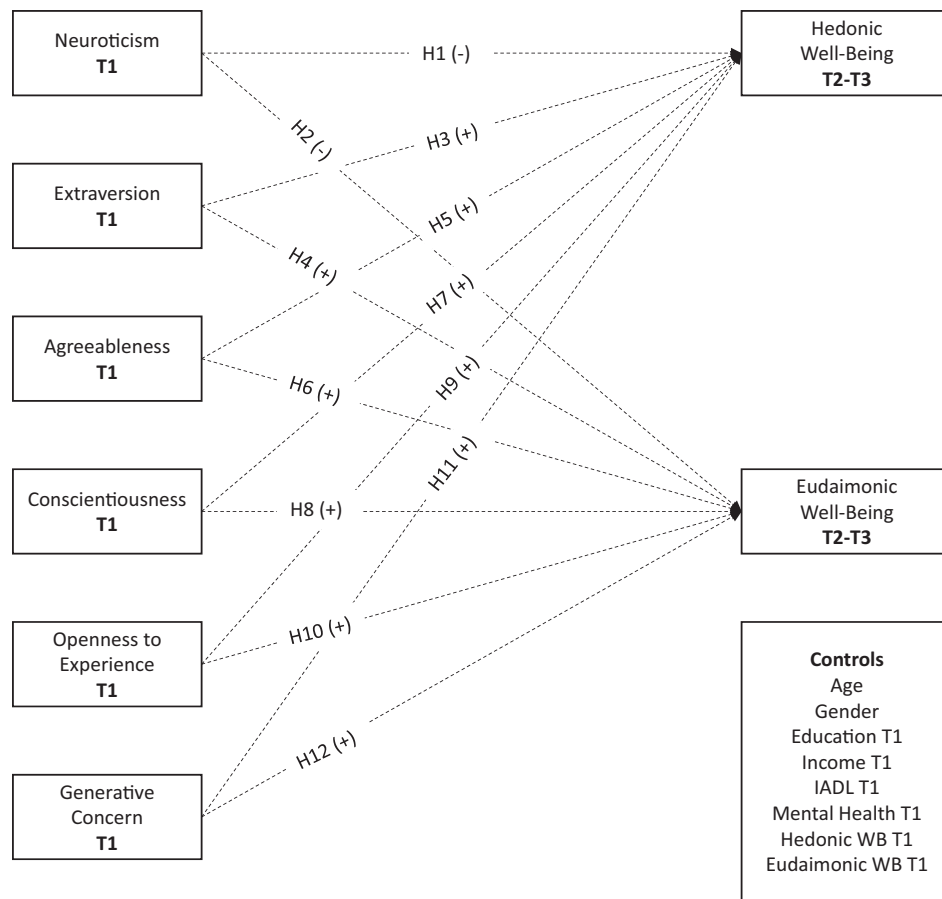 Neuroticism
T1
Extraversion
T1
Agreeableness
T1
Conscientiousness
T1
Openness to
Experience
T1
Generative
Concern
T1
H1 (-)
H2 (-)
H3 (+)
H4 (+)
H5 (+)
H6 (+)
H7 (+)
H8 (+)
H9 (+)
H10 (+)
H11 (+)
H12 (+)
Hedonic
Well-Being
T2-T3
Eudaimonic
Well-Being
T2-T3
Controls
Age
Gender
Education T1
Income T1
IADL T1
Mental Health T1
Hedonic WB T1
Eudaimonic WB T1